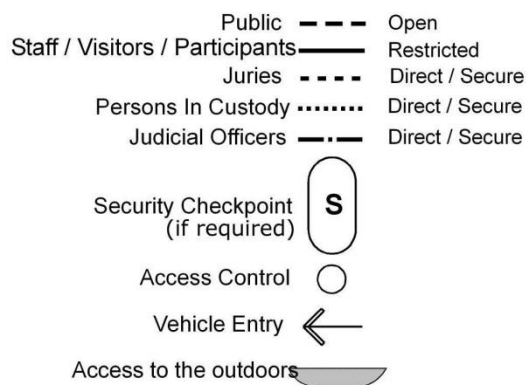 Public Open
Staff / Visitors / Participants Restricted
Juries Direct / Secure
Persons In Custody Direct / Secure
Judicial Officers Direct / Secure
Security Checkpoint S
(if required)
Access Control
Vehicle Entry
Access to the outdoors